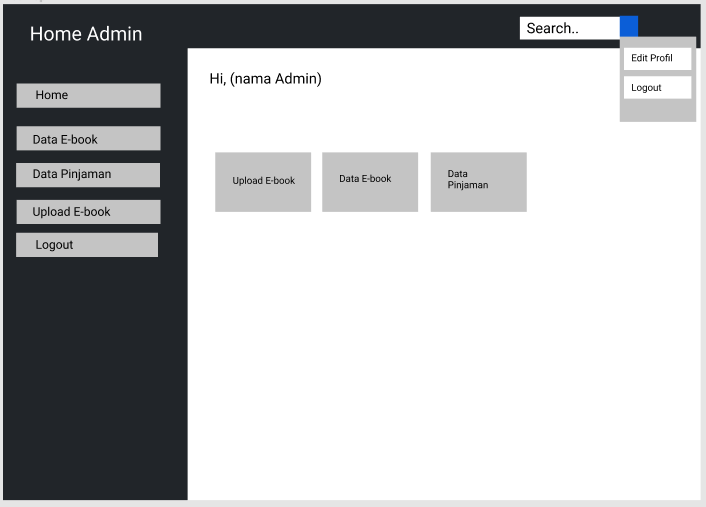 Home Admin
Search..
Edit Profil
Logout
Home
Data E-book
Data Pinjaman
Upload E-book
Logout
Hi, (nama Admin)
Upload E-book
Data E-book
Data
Pinjaman